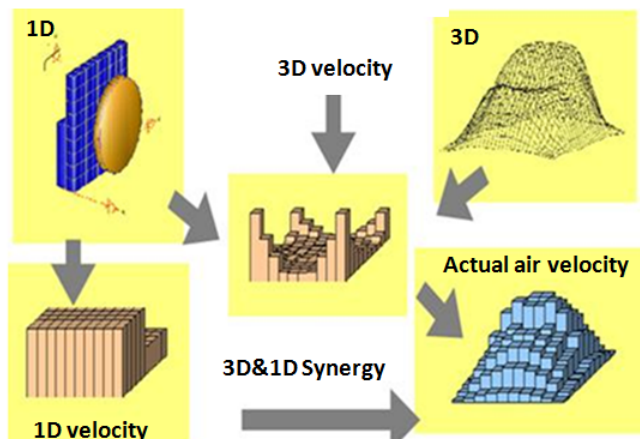 1D
3D
3D velocity
Actual air velocity
3D&1D Synergy
1D velocity